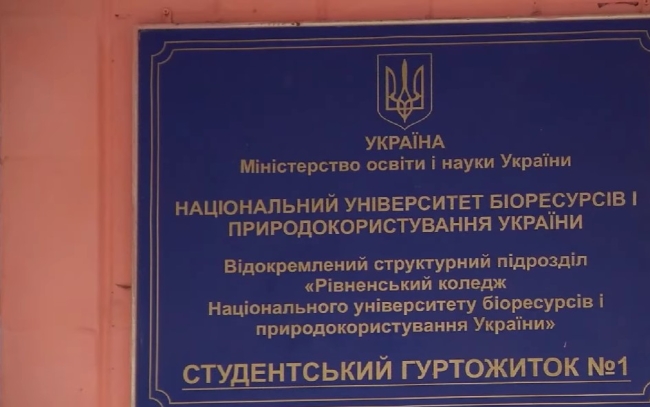 УКРАЇНА
Міністерство освіти і науки України
НАЦІОНАЛЬНИЙ УНІВЕРСИТЕТ БІОРЕСУРСІВ І
ПРИРОДОКОРИСТУВАННЯ УКРАЇНИ
Відокремлений структурний підрозділ
«Рівненський коледж
Національного університету біоресурсів і
природокористування України»
СТУДЕНТСЬКИЙ ГУРТОЖИТОК №1